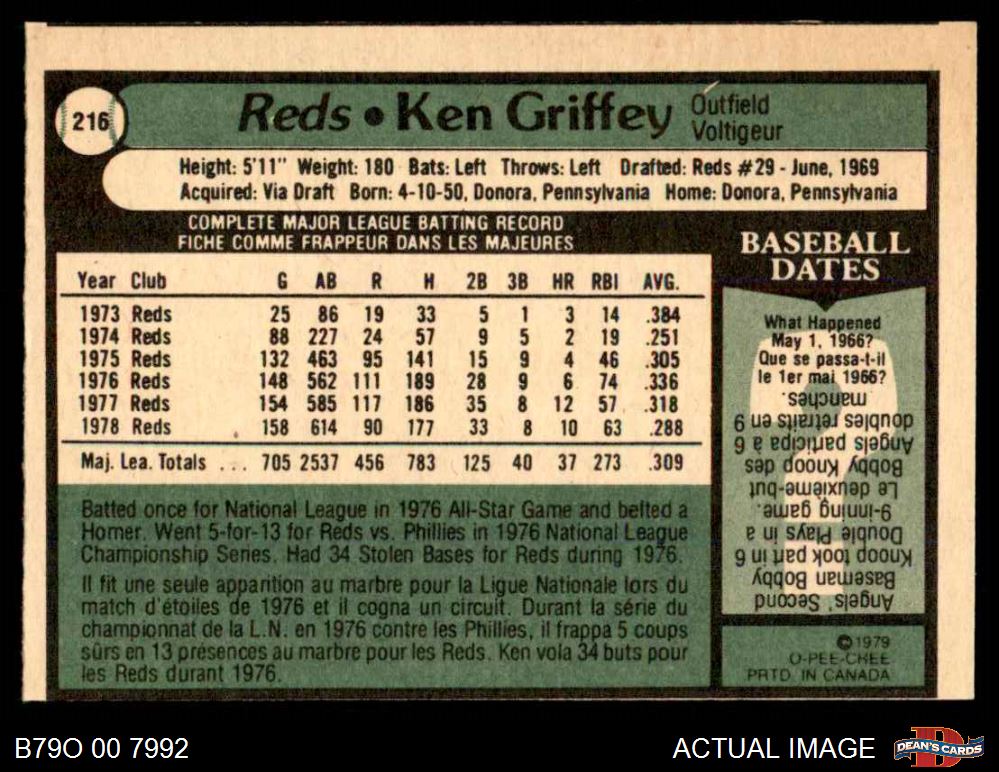 216
Reds • Ken Griffey Outfield
Voltigeur
Height: 5'11" Weight: 180 Bats: Left Throws: Left Drafted: Reds #29 - June, 1969
Acquired: Via Draft Born: 4-10-50, Donora, Pennsylvania Home: Donora, Pennsylvania
COMPLETE MAJOR LEAGUE BATTING RECORD
FICHE COMME FRAPPEUR DANS LES MAJEURES
Year Club G AB R H 2B 3B HR RBI AVG.
1973 Reds 25 86 19 33 5 1 3 14 .384
1974 Reds 88 227 24 57 9 5 2 19 .251
1975 Reds 132 463 95 141 15 9 4 46 .305
1976 Reds 148 562 111 189 28 9 6 74 .336
1977 Reds 154 585 117 186 35 8 12 57 .318
1978 Reds 158 614 90 177 33 8 10 63 .288
Maj. Lea. Totals ... 705 2537 456 783 125 40 37 273 .309
Batted once for National League in 1976 All-Star Game and belted a
Homer. Went 5-for-13 for Reds vs. Phillies in 1976 National League
Championship Series. Had 34 Stolen Bases for Reds during 1976.
Il fit une seule apparition au marbre pour la Ligue Nationale lors du
match d'étoiles de 1976 et il cogna un circuit. Durant la série du
championnat de la L.N. en 1976 contre les Phillies, il frappa 5 coups
sûrs en 13 présences au marbre pour les Reds. Ken vola 34 buts pour
les Reds durant 1976.
BASEBALL
DATES
What Happened
May 1, 1966?
Que se passa-t-il
le 1er mai 1966?
Angels' Second
Baseman Bobby
Knoop took part in 6
Double Plays in a
9-inning game.
Le deuxième-but
Bobby Knoop des
Angels participa à 6
doubles retraits en 9
manches.
©1979
O-PEE-CHEE
PRTD. IN CANADA
B79O 00 7992
ACTUAL IMAGE
D
DEAN'S CARDS